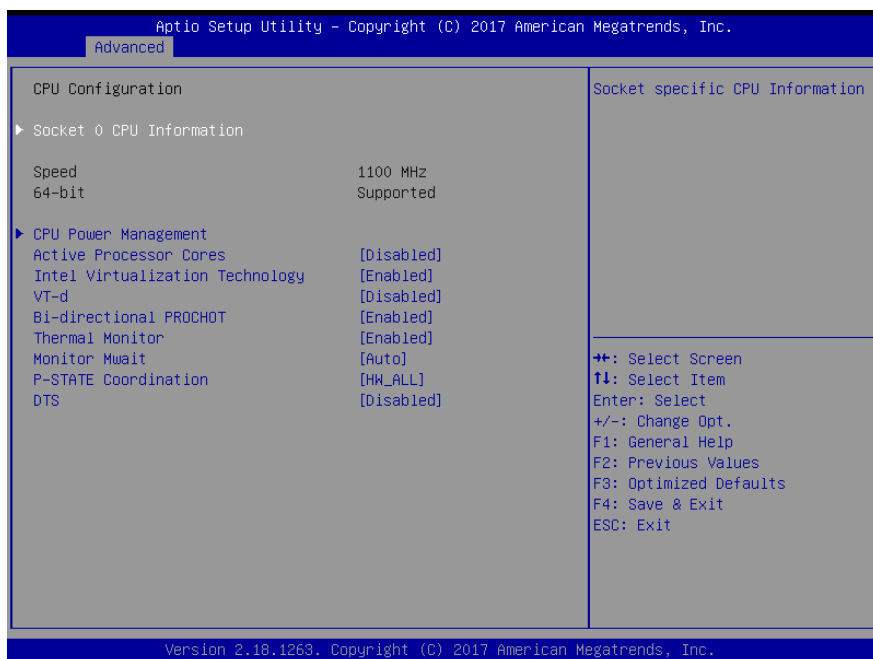 Aptio Setup Utility – Copyright (C) 2017 American Megatrends, Inc.
Advanced
CPU Configuration
Socket 0 CPU Information
Speed 1100 MHz
64-bit Supported
CPU Power Management
Active Processor Cores [Disabled]
Intel Virtualization Technology [Enabled]
VT-d [Disabled]
Bi-directional PROCHOT [Enabled]
Thermal Monitor [Enabled]
Monitor Mwait [Auto]
P-STATE Coordination [HW_ALL]
DTS [Disabled]
Socket specific CPU Information
→←: Select Screen
↑↓: Select Item
Enter: Select
+/-: Change Opt.
F1: General Help
F2: Previous Values
F3: Optimized Defaults
F4: Save & Exit
ESC: Exit
Version 2.18.1263. Copyright (C) 2017 American Megatrends, Inc.